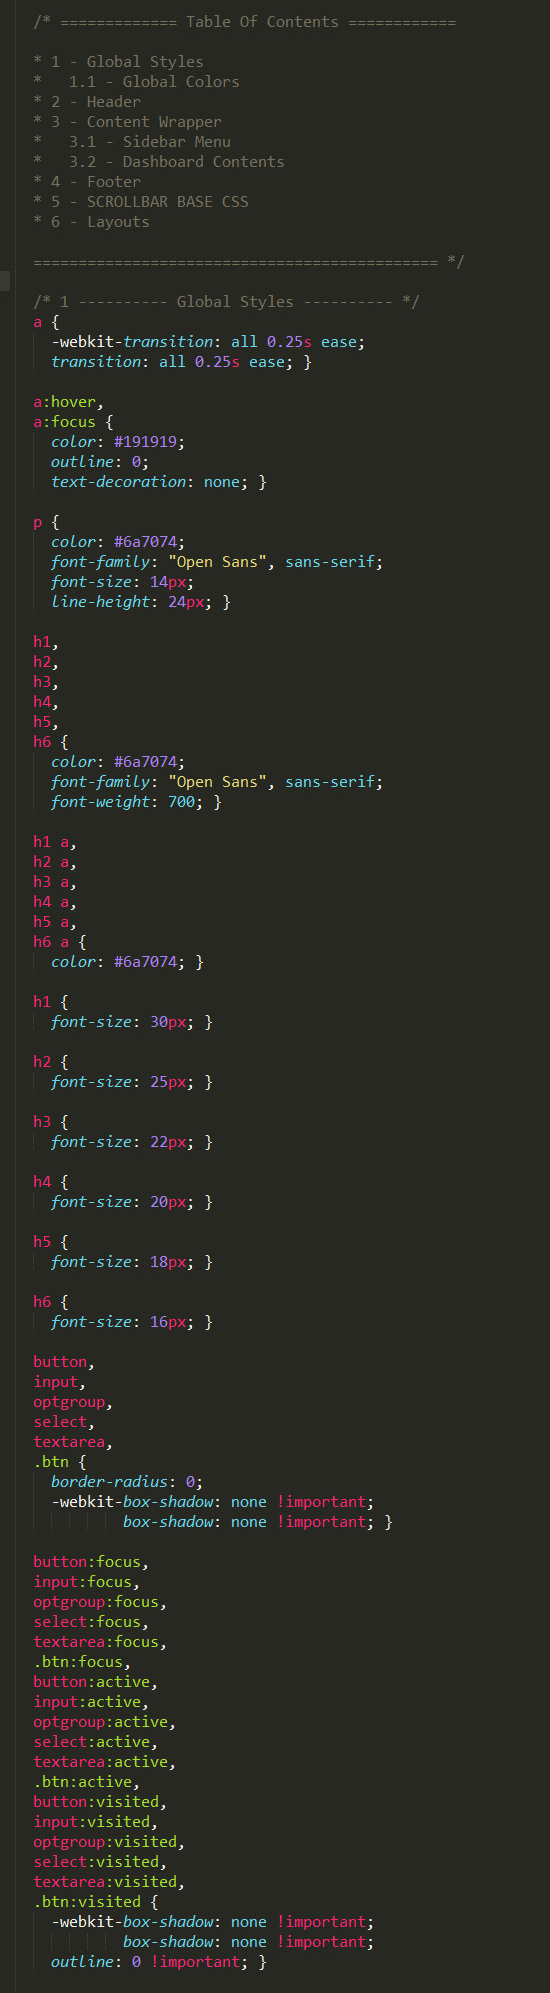 /* ============= Table Of Contents ============
* 1 - Global Styles
*   1.1 - Global Colors
* 2 - Header
* 3 - Content Wrapper
*   3.1 - Sidebar Menu
*   3.2 - Dashboard Contents
* 4 - Footer
* 5 - SCROLLBAR BASE CSS
* 6 - Layouts
============================================= */
/* 1 ---------- Global Styles ---------- */
a {
  -webkit-transition: all 0.25s ease;
  transition: all 0.25s ease; }
a:hover,
a:focus {
  color: #191919;
  outline: 0;
  text-decoration: none; }
p {
  color: #6a7074;
  font-family: "Open Sans", sans-serif;
  font-size: 14px;
  line-height: 24px; }
h1,
h2,
h3,
h4,
h5,
h6 {
  color: #6a7074;
  font-family: "Open Sans", sans-serif;
  font-weight: 700; }
h1 a,
h2 a,
h3 a,
h4 a,
h5 a,
h6 a {
  color: #6a7074; }
h1 {
  font-size: 30px; }
h2 {
  font-size: 25px; }
h3 {
  font-size: 22px; }
h4 {
  font-size: 20px; }
h5 {
  font-size: 18px; }
h6 {
  font-size: 16px; }
button,
input,
optgroup,
select,
textarea,
.btn {
  border-radius: 0;
  -webkit-box-shadow: none !important;
          box-shadow: none !important; }
button:focus,
input:focus,
optgroup:focus,
select:focus,
textarea:focus,
.btn:focus,
button:active,
input:active,
optgroup:active,
select:active,
textarea:active,
.btn:active,
button:visited,
input:visited,
optgroup:visited,
select:visited,
textarea:visited,
.btn:visited {
  -webkit-box-shadow: none !important;
          box-shadow: none !important;
  outline: 0 !important; }